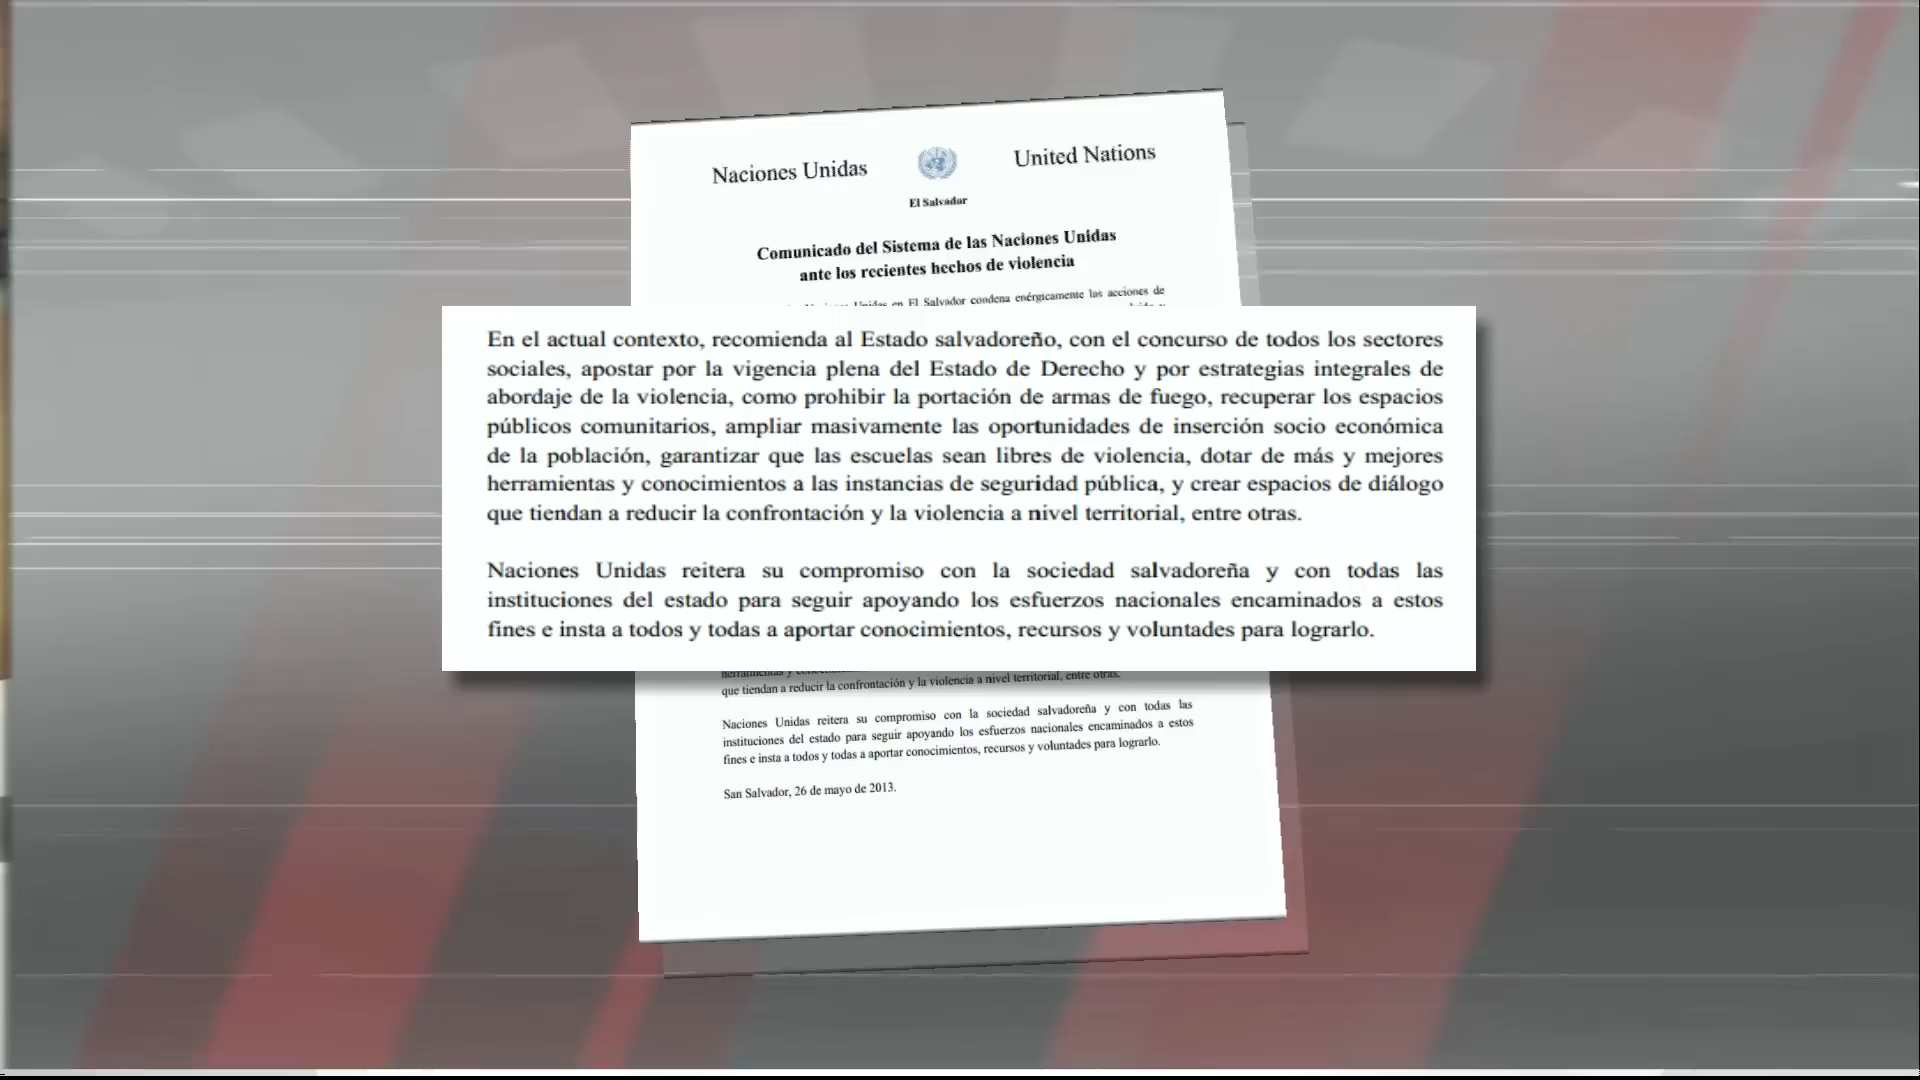 Naciones Unidas
United Nations
El Salvador
Comunicado del Sistema de las Naciones Unidas
ante los recientes hechos de violencia
Unidas en El Salvador condena enérgicamente las acciones de
En el actual contexto, recomienda al Estado salvadoreño, con el concurso de todos los sectores
sociales, apostar por la vigencia plena del Estado de Derecho y por estrategias integrales de
abordaje de la violencia, como prohibir la portación de armas de fuego, recuperar los espacios
públicos comunitarios, ampliar masivamente las oportunidades de inserción socio económica
de la población, garantizar que las escuelas sean libres de violencia, dotar de más y mejores
herramientas y conocimientos a las instancias de seguridad pública, y crear espacios de diálogo
que tiendan a reducir la confrontación y la violencia a nivel territorial, entre otras.
Naciones Unidas reitera su compromiso con la sociedad salvadoreña y con todas las
instituciones del estado para seguir apoyando los esfuerzos nacionales encaminados a estos
fines e insta a todos y todas a aportar conocimientos, recursos y voluntades para lograrlo.
herramientas y
que tiendan a reducir la confrontación y la violencia a nivel territorial, entre otras.
Naciones Unidas reitera su compromiso con la sociedad salvadoreña y con todas las
instituciones del estado para seguir apoyando los esfuerzos nacionales encaminados a estos
fines e insta a todos y todas a aportar conocimientos, recursos y voluntades para lograrlo.
San Salvador, 26 de mayo de 2013.